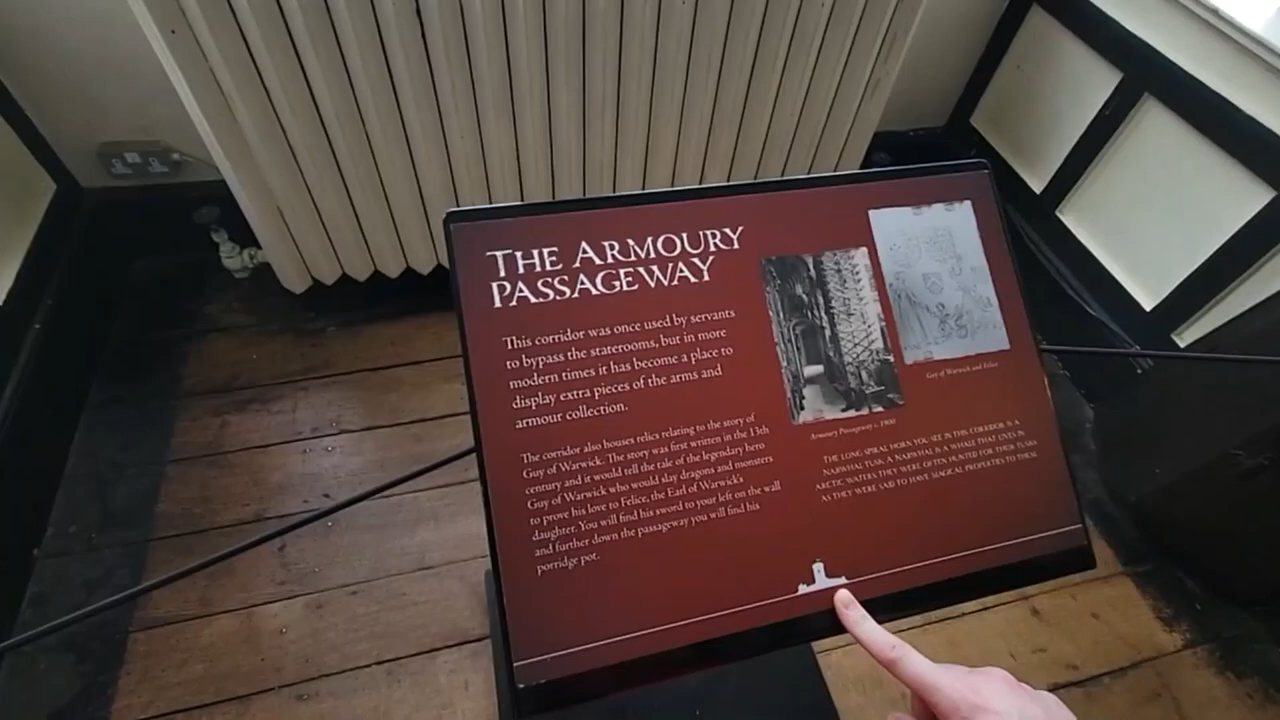 THE ARMOURY
PASSAGEWAY
This corridor was once used by servants
to bypass the staterooms, but in more
modern times it has become a place to
display extra pieces of the arms and
armour collection.
The corridor also houses relics relating to the story of
Guy of Warwick. The story was first written in the 13th
century and it would tell the tale of the legendary hero
Guy of Warwick who would slay dragons and monsters
to prove his love to Felice, the Earl of Warwick's
daughter. You will find his sword to your left on the wall
and further down the passageway you will find his
porridge pot.
Armoury Passageway c. 1900
Guy of Warwick and Felice
THE LONG SPIRAL HORN YOU SEE IN THIS CORRIDOR IS A
NARWHAL TUSK. A NARWHAL IS A WHALE THAT LIVES IN
ARCTIC WATERS THEY WERE OFTEN HUNTED FOR THEIR TUSKS
AS THEY WERE SAID TO HAVE MAGICAL PROPERTIES TO THEM